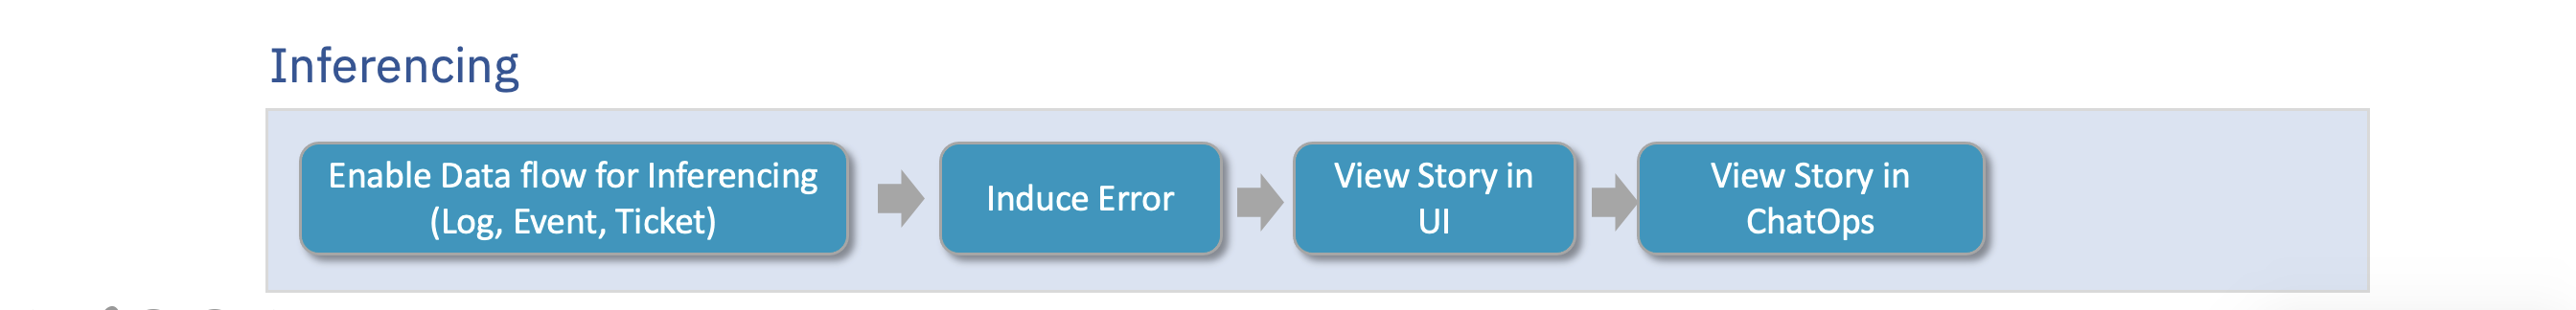 Inferencing
Enable Data flow for Inferencing
(Log, Event, Ticket)
Induce Error
View Story in
UI
View Story in
ChatOps